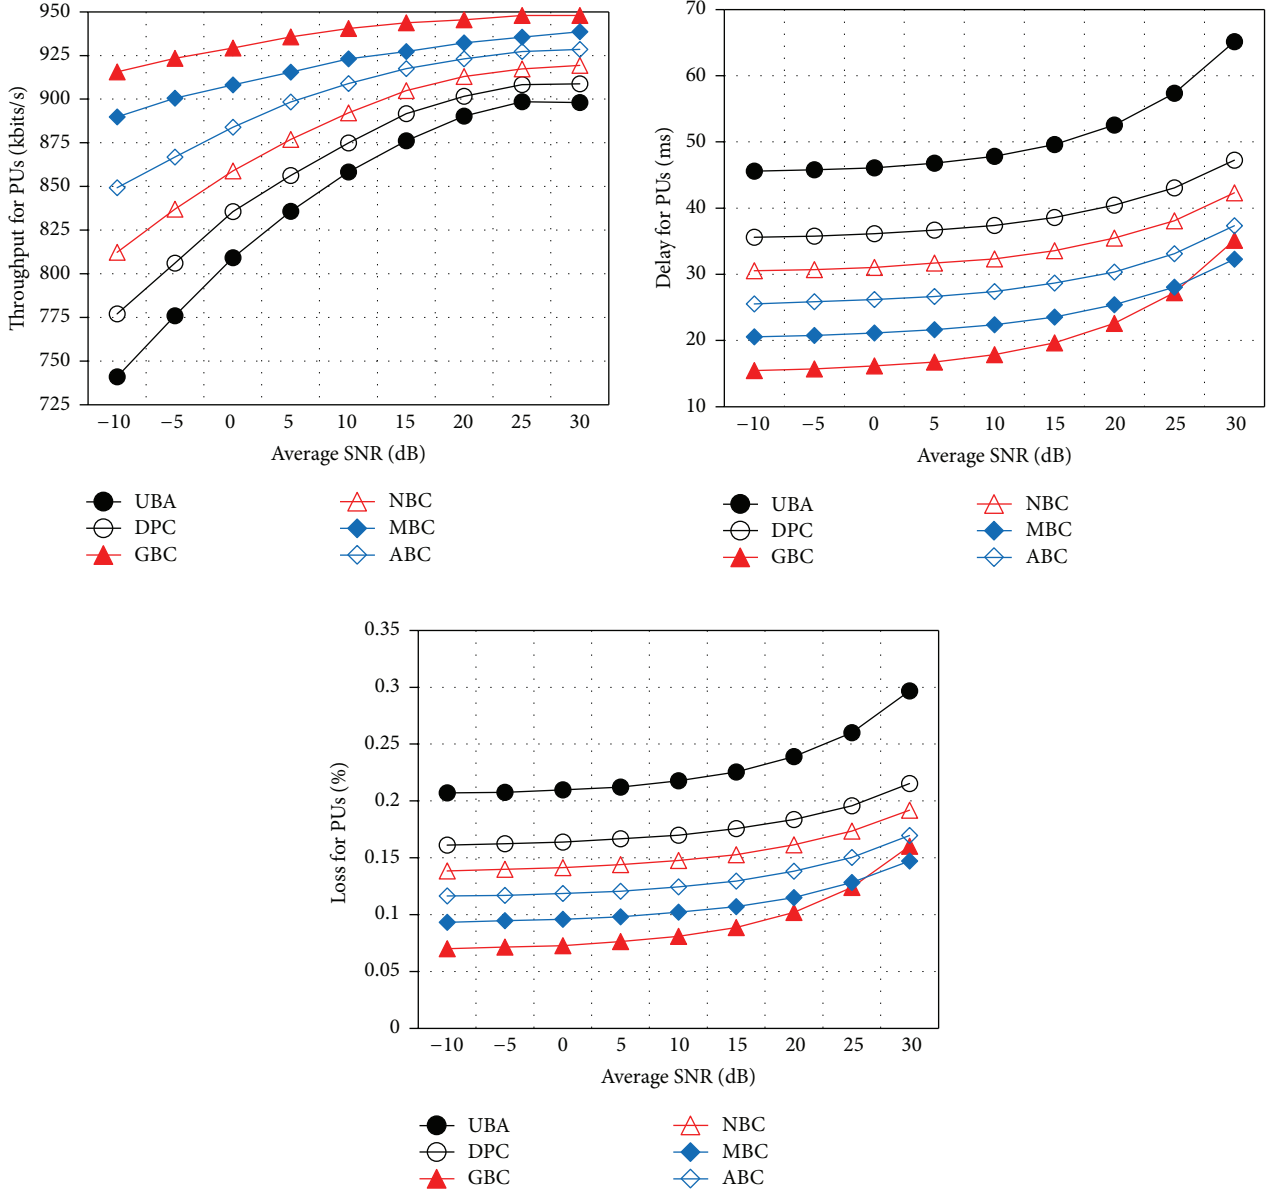 950
925
900
875
850
825
800
775
750
725
Throughput for PUs (kbits/s)
−10 −5 0 5 10 15 20 25 30
Average SNR (dB)
UBA NBC
DPC MBC
GBC ABC
70
60
50
40
30
20
10
Delay for PUs (ms)
−10 −5 0 5 10 15 20 25 30
Average SNR (dB)
UBA NBC
DPC MBC
GBC ABC
0.35
0.3
0.25
0.2
0.15
0.1
0.05
0
Loss for PUs (%)
−10 −5 0 5 10 15 20 25 30
Average SNR (dB)
UBA NBC
DPC MBC
GBC ABC